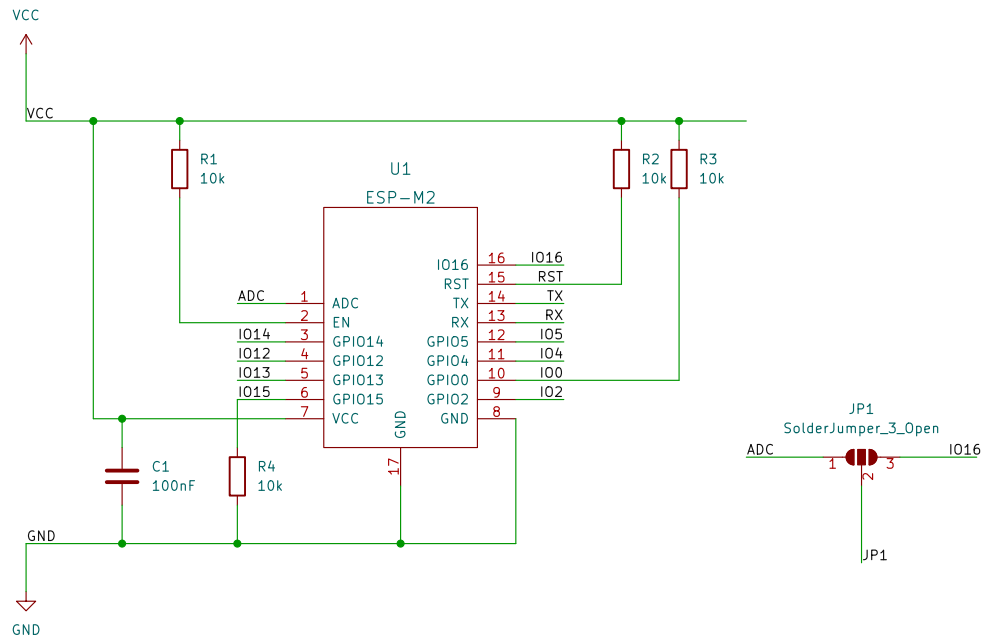 VCC
VCC
R1
10k
R2
10k
R3
10k
U1
ESP-M2
IO16 16 IO16
RST 15 RST
ADC 1 ADC
TX 14 TX
2 EN
RX 13 RX
IO14 3 GPIO14
GPIO5 12 IO5
IO12 4 GPIO12
GPIO4 11 IO4
IO13 5 GPIO13
GPIO0 10 IO0
IO15 6 GPIO15
GPIO2 9 IO2
7 VCC
GND 8
GND
17
C1
100nF
R4
10k
GND
GND
JP1
SolderJumper_3_Open
ADC 1 3 IO16
2
JP1